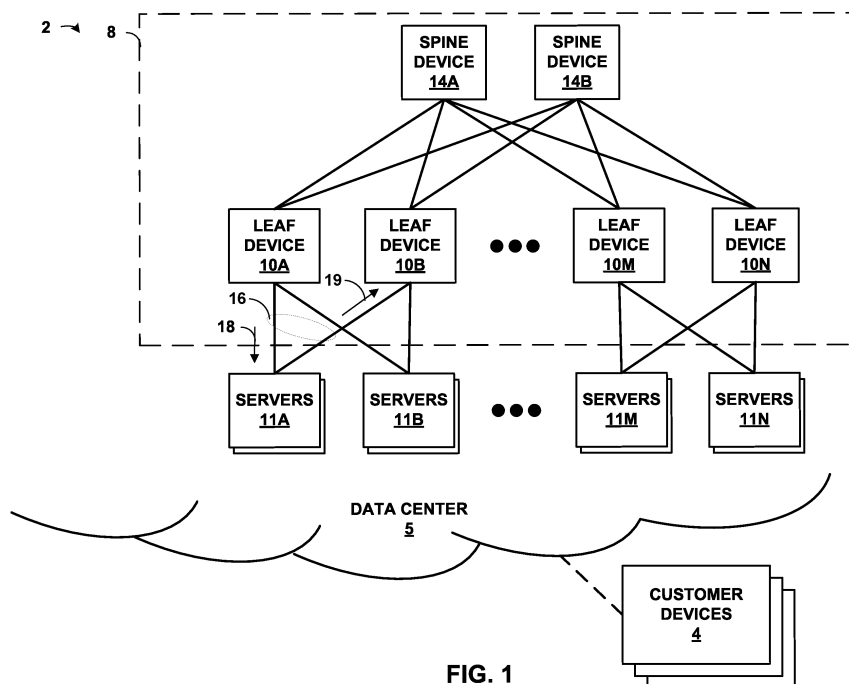 2
8
SPINE
DEVICE
14A
SPINE
DEVICE
14B
LEAF
DEVICE
10A
LEAF
DEVICE
10B
LEAF
DEVICE
10M
LEAF
DEVICE
10N
16
19
18
SERVERS
11A
SERVERS
11B
SERVERS
11M
SERVERS
11N
DATA CENTER
5
CUSTOMER
DEVICES
4
FIG. 1